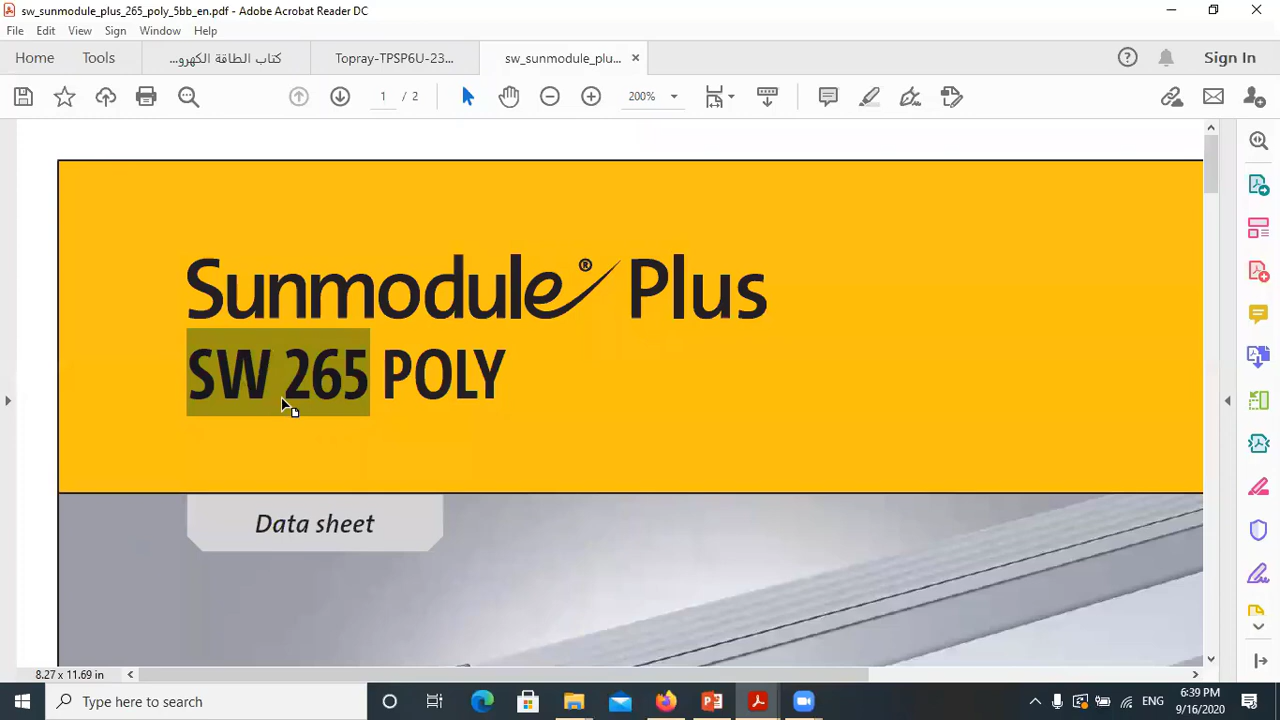 sw_sunmodule_plus_265_poly_5bb_en.pdf - Adobe Acrobat Reader DC
File Edit View Sign Window Help
Home Tools كتاب الطاقة الكهرو... Topray-TPSP6U-23... sw_sunmodule_plu... Sign In
1 / 2 200%
Sunmodule® Plus
SW 265 POLY
Data sheet
8.27 x 11.69 in
Type here to search
ENG
6:39 PM
9/16/2020